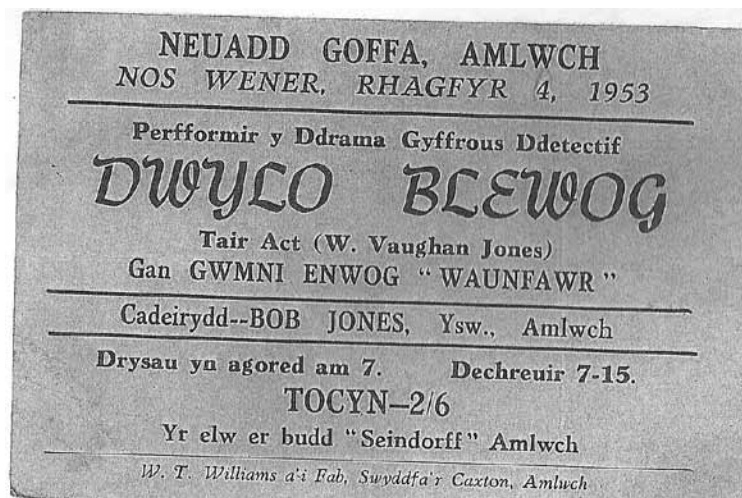 NEUADD GOFFA, AMLWCH
NOS WENER, RHAGFYR 4, 1953
Perfformir y Ddrama Gyffrous Ddetectif
DWYLO BLEWOG
Tair Act (W. Vaughan Jones)
Gan GWMNI ENWOG "WAUNFAWR"
Cadeirydd--BOB JONES, Ysw., Amlwch
Drysau yn agored am 7. Dechreuir 7-15.
TOCYN—2/6
Yr elw er budd "Seindorff" Amlwch
W. T. Williams a'i Fab, Swyddfa'r Caxton, Amlwch